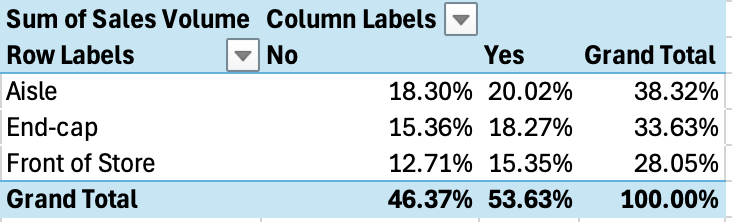 Sum of Sales Volume Column Labels
Row Labels No Yes Grand Total
Aisle 18.30% 20.02% 38.32%
End-cap 15.36% 18.27% 33.63%
Front of Store 12.71% 15.35% 28.05%
Grand Total 46.37% 53.63% 100.00%